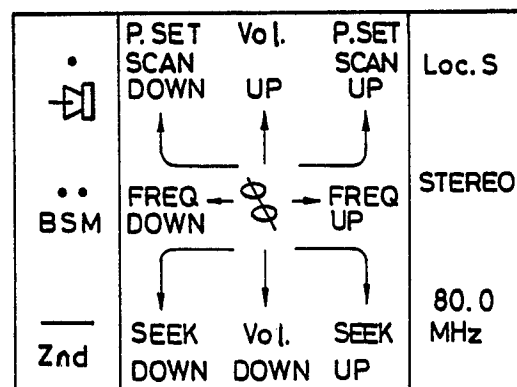 P.SET Vol. P.SET
SCAN SCAN Loc.S
DOWN UP UP
FREQ FREQ STEREO
BSM DOWN UP
80.0
SEEK Vol. SEEK MHz
Znd DOWN DOWN UP